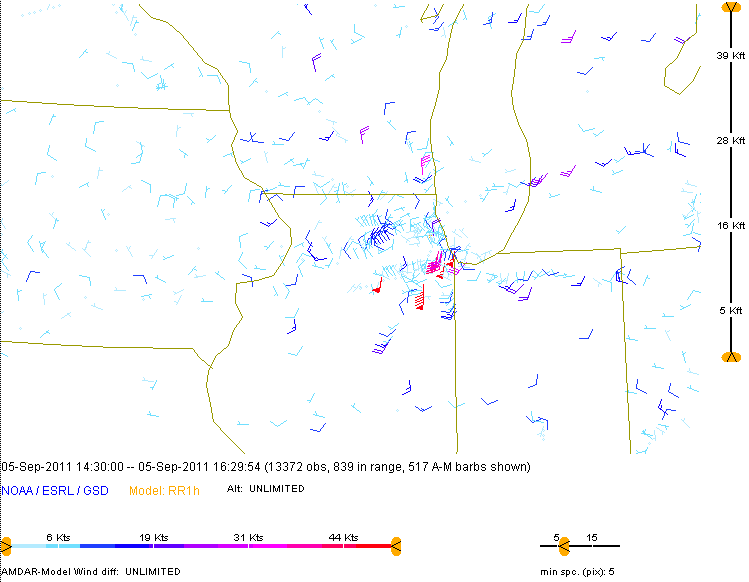 39 Kft
28 Kft
16 Kft
5 Kft
05-Sep-2011 14:30:00 -- 05-Sep-2011 16:29:54 (13372 obs, 839 in range, 517 A-M barbs shown)
NOAA / ESRL / GSD Model: RR1h Alt: UNLIMITED
6 Kts 19 Kts 31 Kts 44 Kts 5 15
AMDAR-Model Wind diff: UNLIMITED min spc. (pix): 5